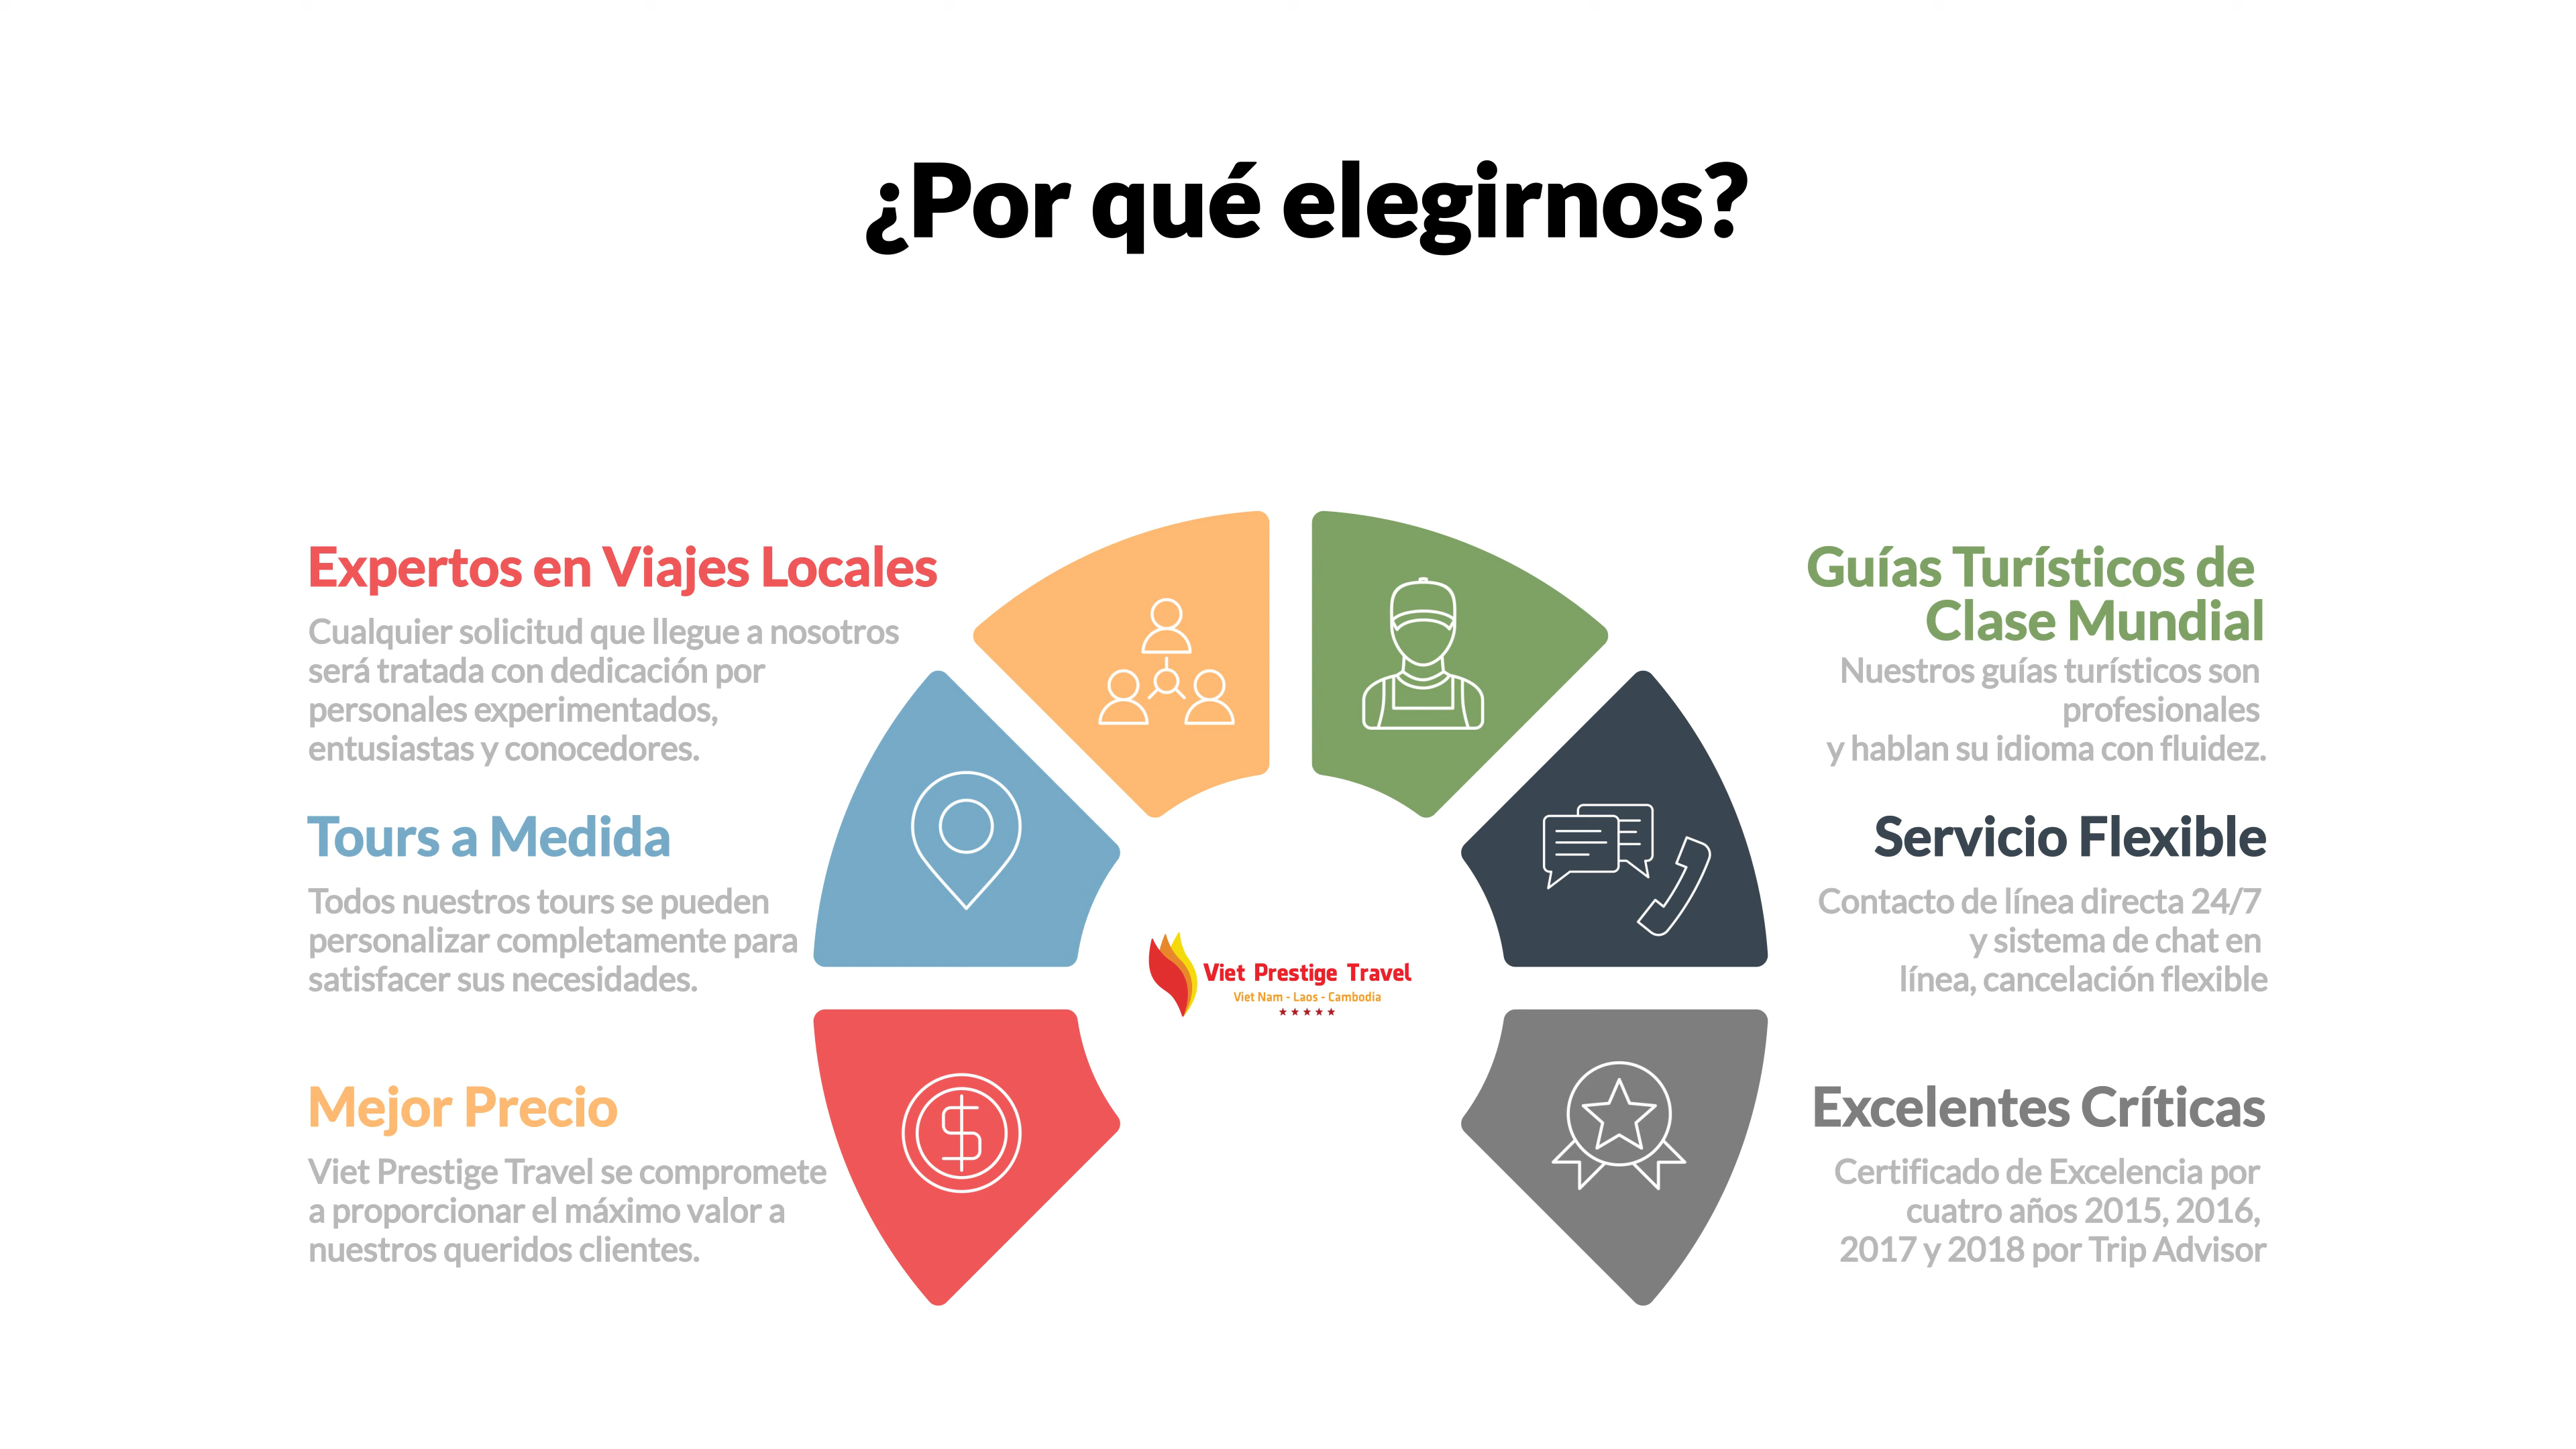 ¿Por qué elegirnos?
Expertos en Viajes Locales
Cualquier solicitud que llegue a nosotros
será tratada con dedicación por
personales experimentados,
entusiastas y conocedores.
Tours a Medida
Todos nuestros tours se pueden
personalizar completamente para
satisfacer sus necesidades.
Mejor Precio
Viet Prestige Travel se compromete
a proporcionar el máximo valor a
nuestros queridos clientes.
Viet Prestige Travel
Viet Nam - Laos - Cambodia
Guías Turísticos de
Clase Mundial
Nuestros guías turísticos son
profesionales
y hablan su idioma con fluidez.
Servicio Flexible
Contacto de línea directa 24/7
y sistema de chat en
línea, cancelación flexible
Excelentes Críticas
Certificado de Excelencia por
cuatro años 2015, 2016,
2017 y 2018 por Trip Advisor